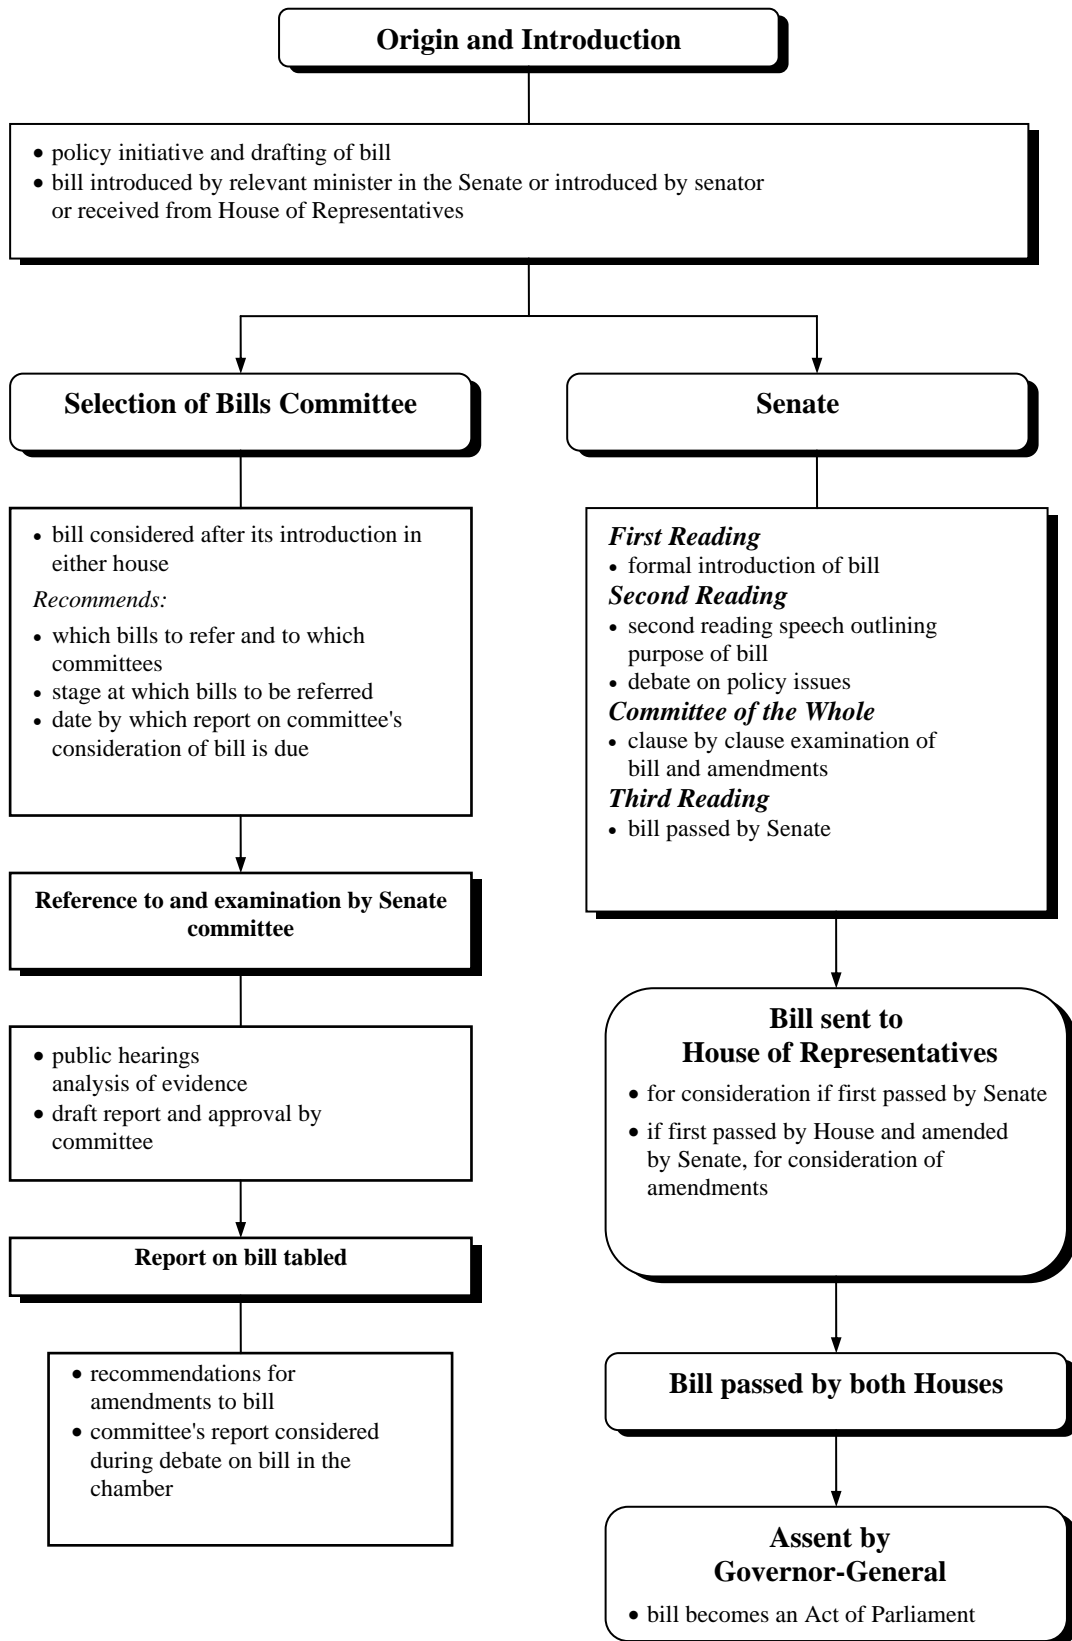 Origin and Introduction
• policy initiative and drafting of bill
• bill introduced by relevant minister in the Senate or introduced by senator
or received from House of Representatives
Selection of Bills Committee
• bill considered after its introduction in
either house
Recommends:
• which bills to refer and to which
committees
• stage at which bills to be referred
• date by which report on committee's
consideration of bill is due
Reference to and examination by Senate
committee
• public hearings
analysis of evidence
• draft report and approval by
committee
Report on bill tabled
• recommendations for
amendments to bill
• committee's report considered
during debate on bill in the
chamber
Senate
First Reading
• formal introduction of bill
Second Reading
• second reading speech outlining
purpose of bill
• debate on policy issues
Committee of the Whole
• clause by clause examination of
bill and amendments
Third Reading
• bill passed by Senate
Bill sent to
House of Representatives
• for consideration if first passed by Senate
• if first passed by House and amended
by Senate, for consideration of
amendments
Bill passed by both Houses
Assent by
Governor-General
• bill becomes an Act of Parliament